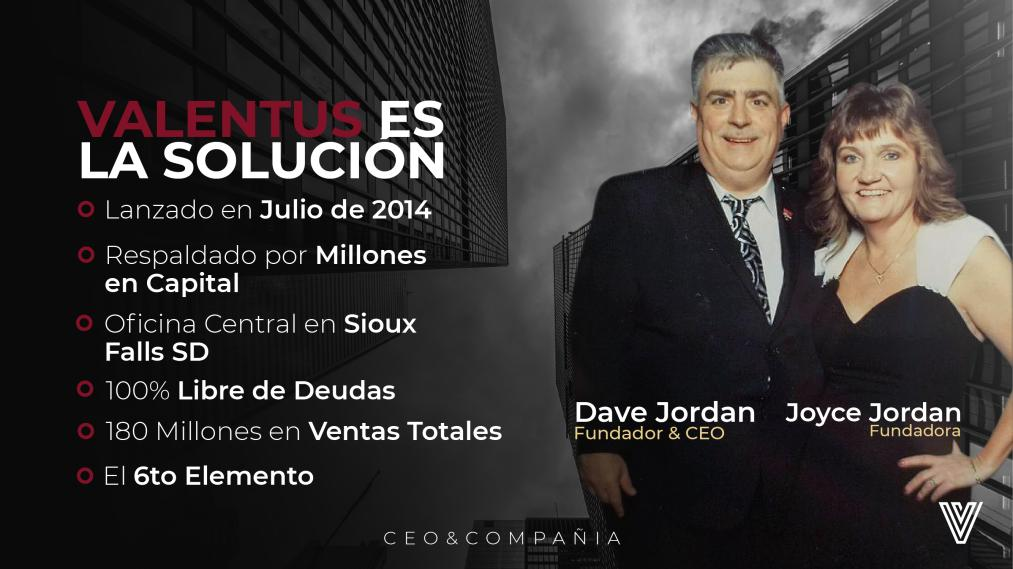 VALENTUS ES
LA SOLUCIÓN
Lanzado en Julio de 2014
Respaldado por Millones
en Capital
Oficina Central en Sioux
Falls SD
100% Libre de Deudas
180 Millones en Ventas Totales
El 6to Elemento
Dave Jordan
Fundador & CEO
Joyce Jordan
Fundadora
CEO&COMPAÑIA